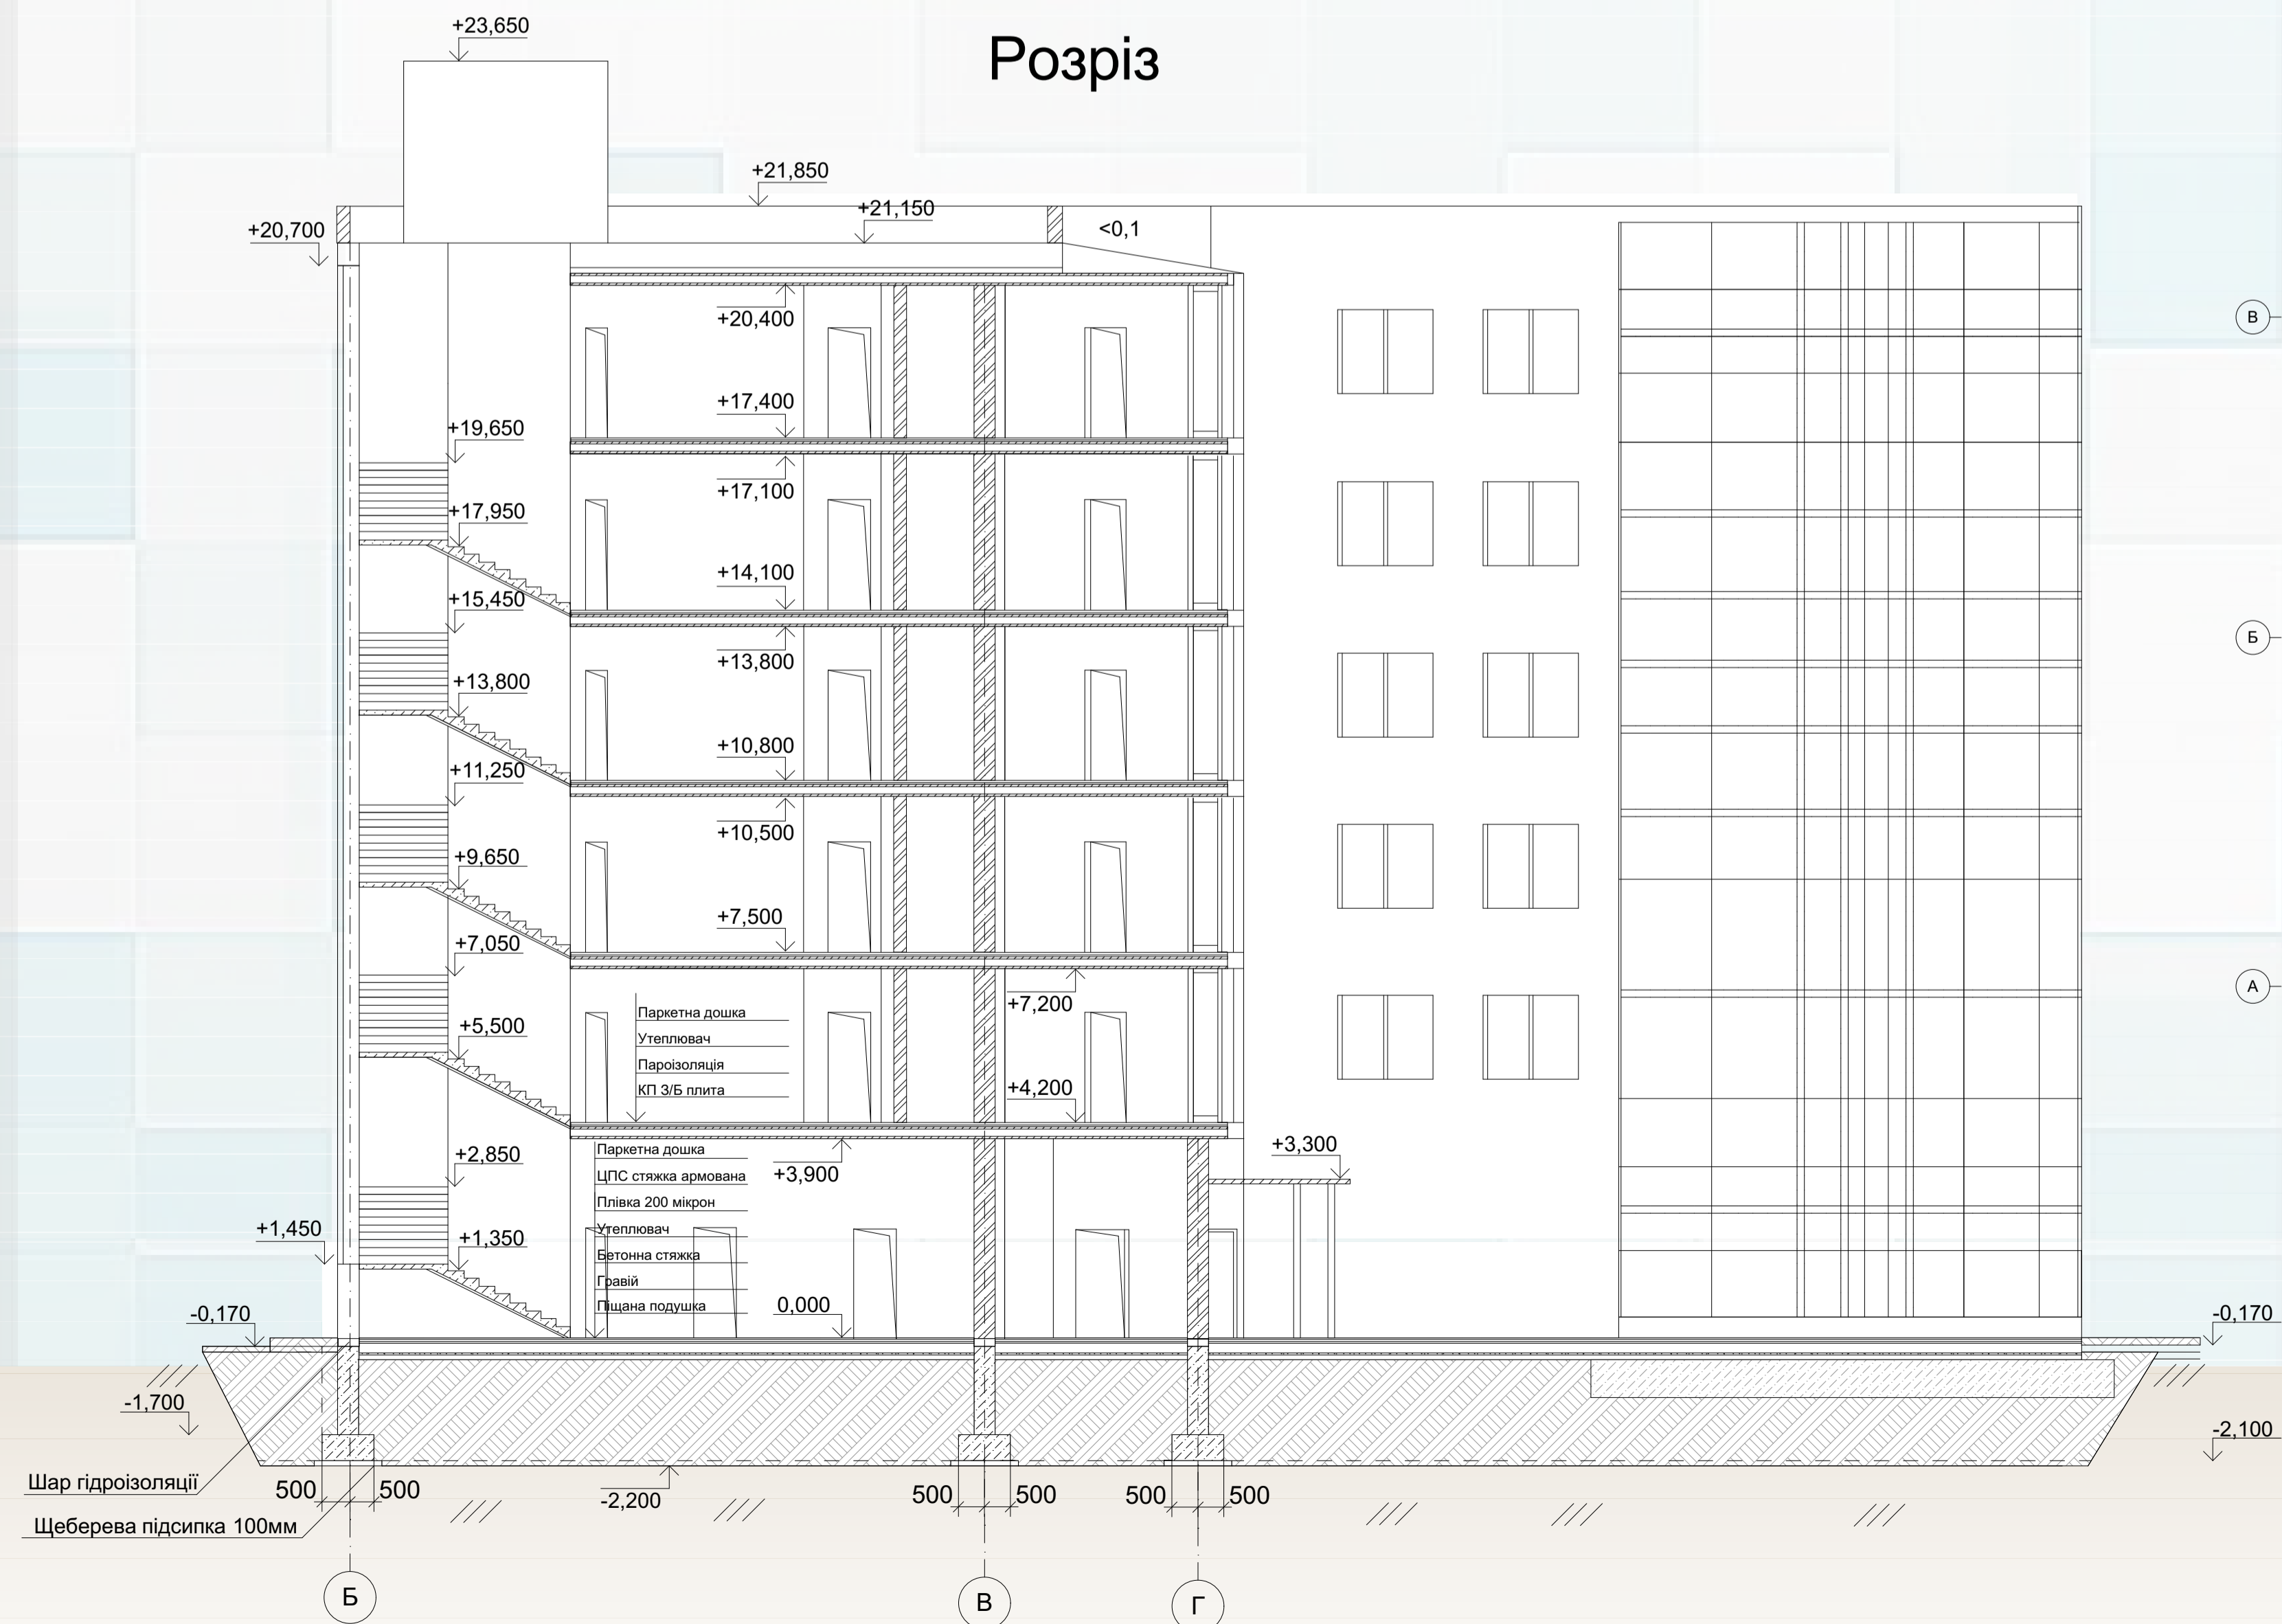 Розріз
+23,650
+21,850
+21,150
+20,700
<0,1
+20,400
В
+17,400
+19,650
+17,100
+17,950
+14,100
+15,450
Б
+13,800
+13,800
+10,800
+11,250
+10,500
+9,650
+7,500
+7,050
А
+7,200
Паркетна дошка
Утеплювач
Пароізоляція
КП З/Б плита
+5,500
+4,200
+3,900
+3,300
+2,850
Паркетна дошка
ЦПС стяжка армована
Плівка 200 мікрон
Утеплювач
Бетонна стяжка
Гравій
Піщана подушка
+1,450
+1,350
0,000
-0,170
-0,170
-1,700
-2,100
Шар гідроізоляції
500
500
-2,200
500
500
500
500
Щеберева підсипка 100мм
Б
В
Г